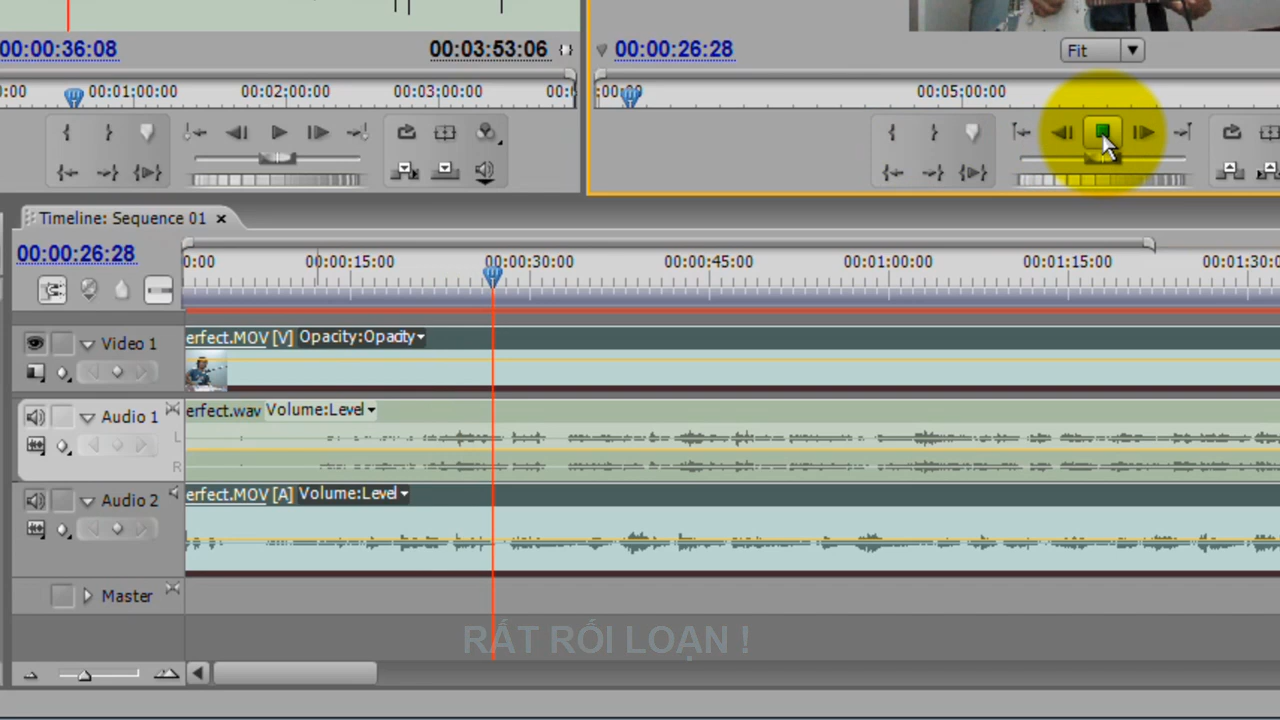 00:00:36:08
00:03:53:06
00:00:26:28
Fit
00:01:00:00
00:02:00:00
00:03:00:00
00:05:00:00
Timeline: Sequence 01
00:00:26:28
00:00:15:00
00:00:30:00
00:00:45:00
00:01:00:00
00:01:15:00
00:01:30:0
Video 1
erfect.MOV [V] Opacity:Opacity
Audio 1
erfect.wav Volume:Level
L
R
Audio 2
erfect.MOV [A] Volume:Level
Master
RẤT RỐI LOẠN !